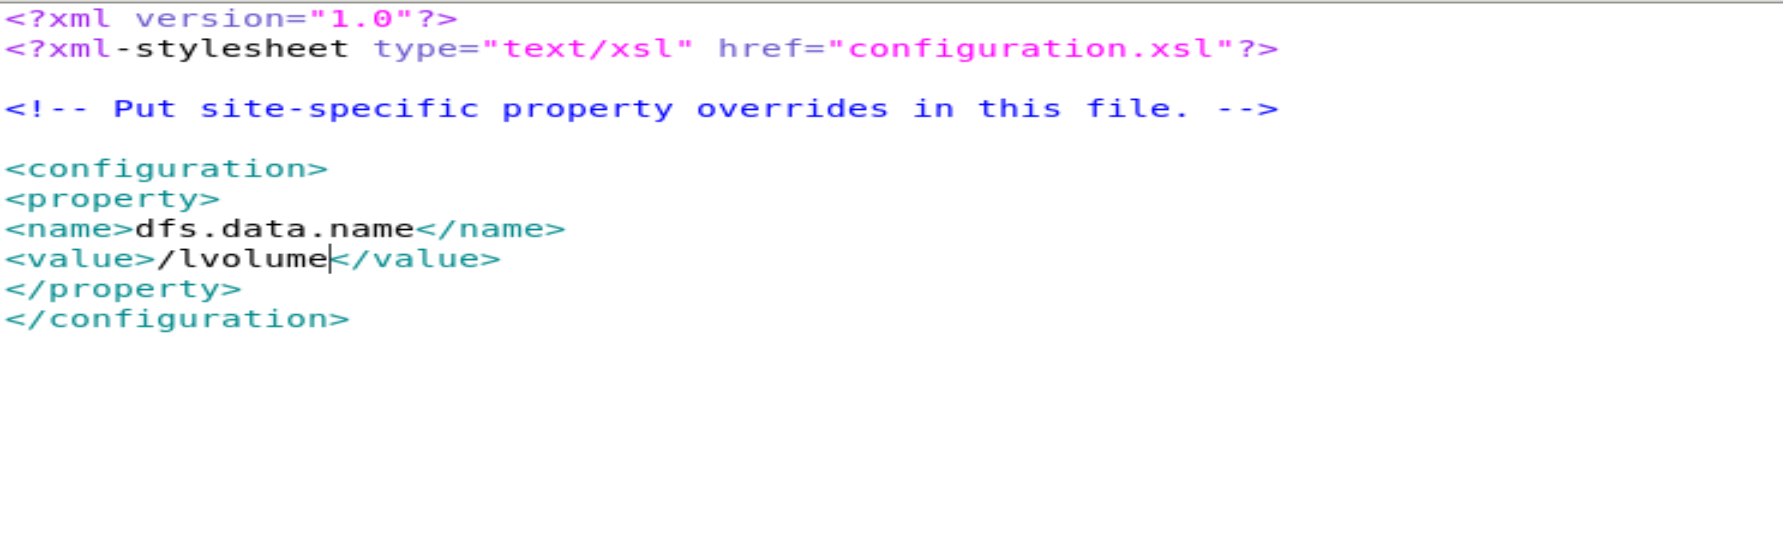 <?xml version="1.0"?>
<?xml-stylesheet type="text/xsl" href="configuration.xsl"?>
<!-- Put site-specific property overrides in this file. -->
<configuration>
<property>
<name>dfs.data.name</name>
<value>/lvolume</value>
</property>
</configuration>